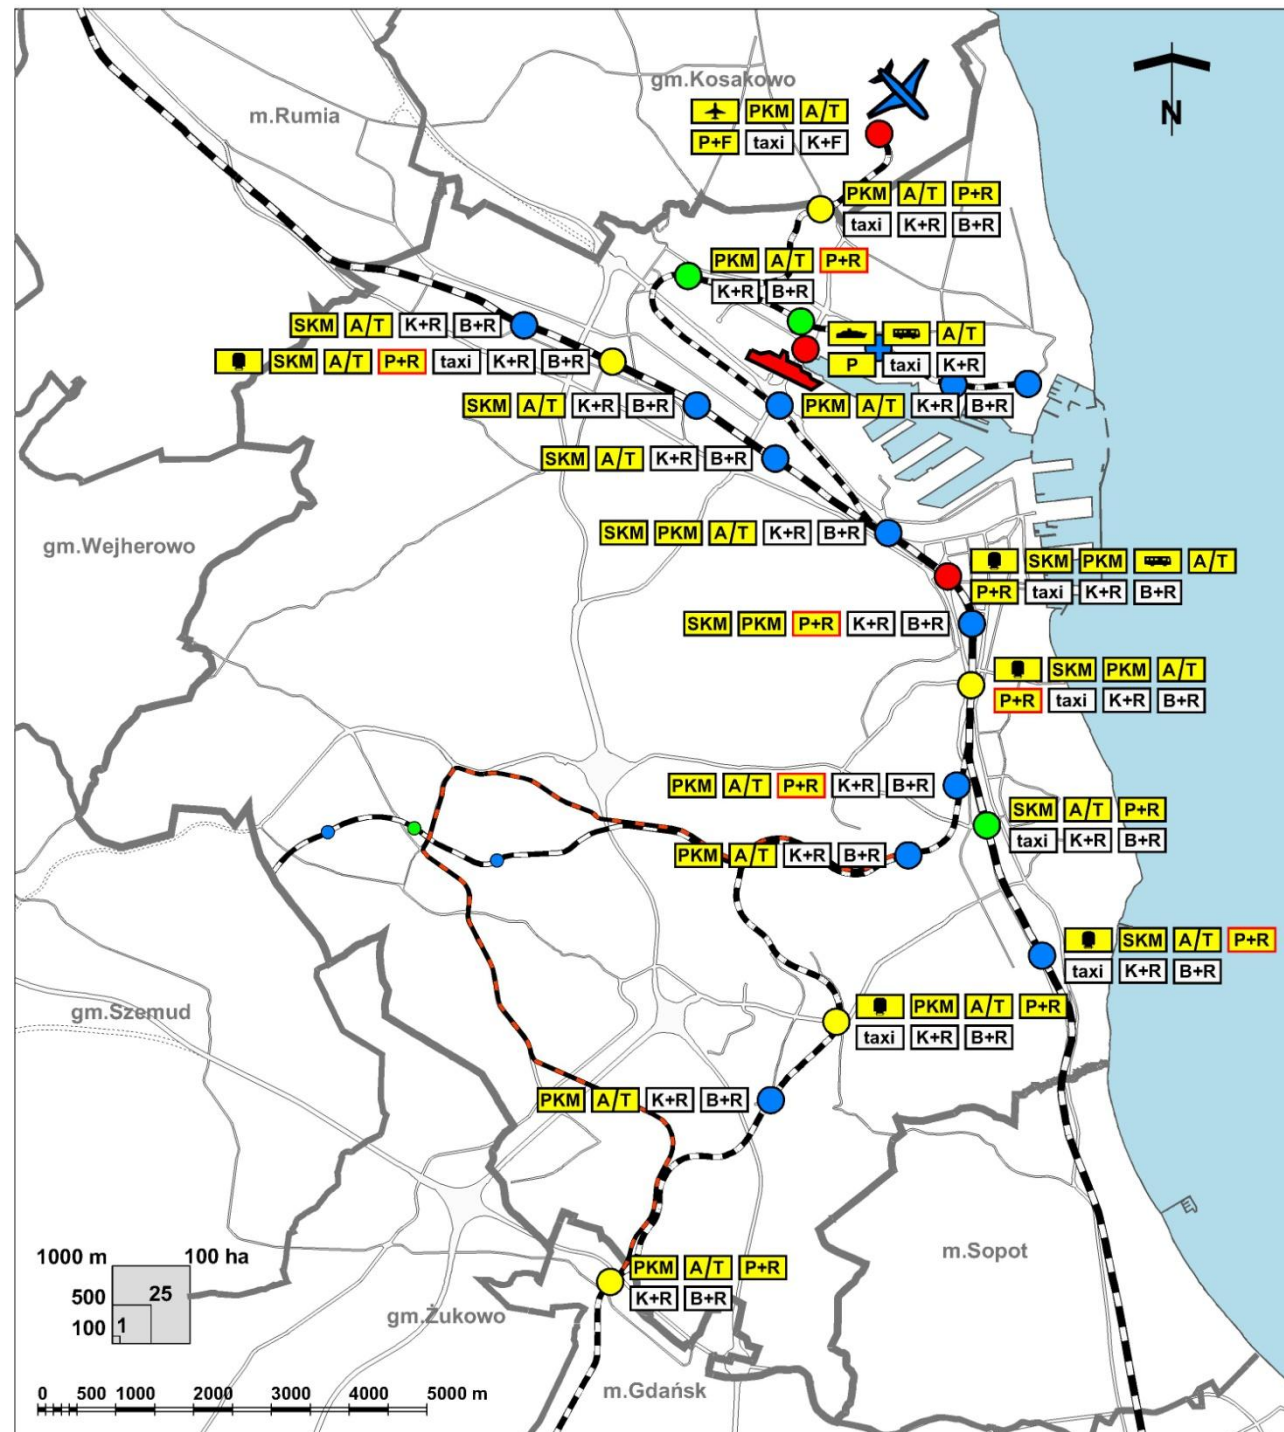 gm.Kosakowo
N
m.Rumia
PKM A/T
P+F taxi K+F
PKM A/T P+R
taxi K+R B+R
PKM A/T P+R
K+R B+R
SKM A/T K+R B+R
A/T
P taxi K+R
SKM A/T P+R taxi K+R B+R
SKM A/T K+R B+R
PKM A/T K+R B+R
SKM A/T K+R B+R
SKM PKM A/T K+R B+R
gm.Wejherowo
SKM PKM A/T
P+R taxi K+R B+R
SKM PKM P+R K+R B+R
SKM PKM A/T
P+R taxi K+R B+R
PKM A/T P+R K+R B+R
SKM A/T P+R
taxi K+R B+R
PKM A/T K+R B+R
SKM A/T P+R
taxi K+R B+R
gm.Szemud
PKM A/T P+R
taxi K+R B+R
PKM A/T K+R B+R
1000 m 100 ha
m.Sopot
PKM A/T P+R
K+R B+R
500 25
100 1
gm.Żukowo
m.Gdańsk
0 500 1000 2000 3000 4000 5000 m